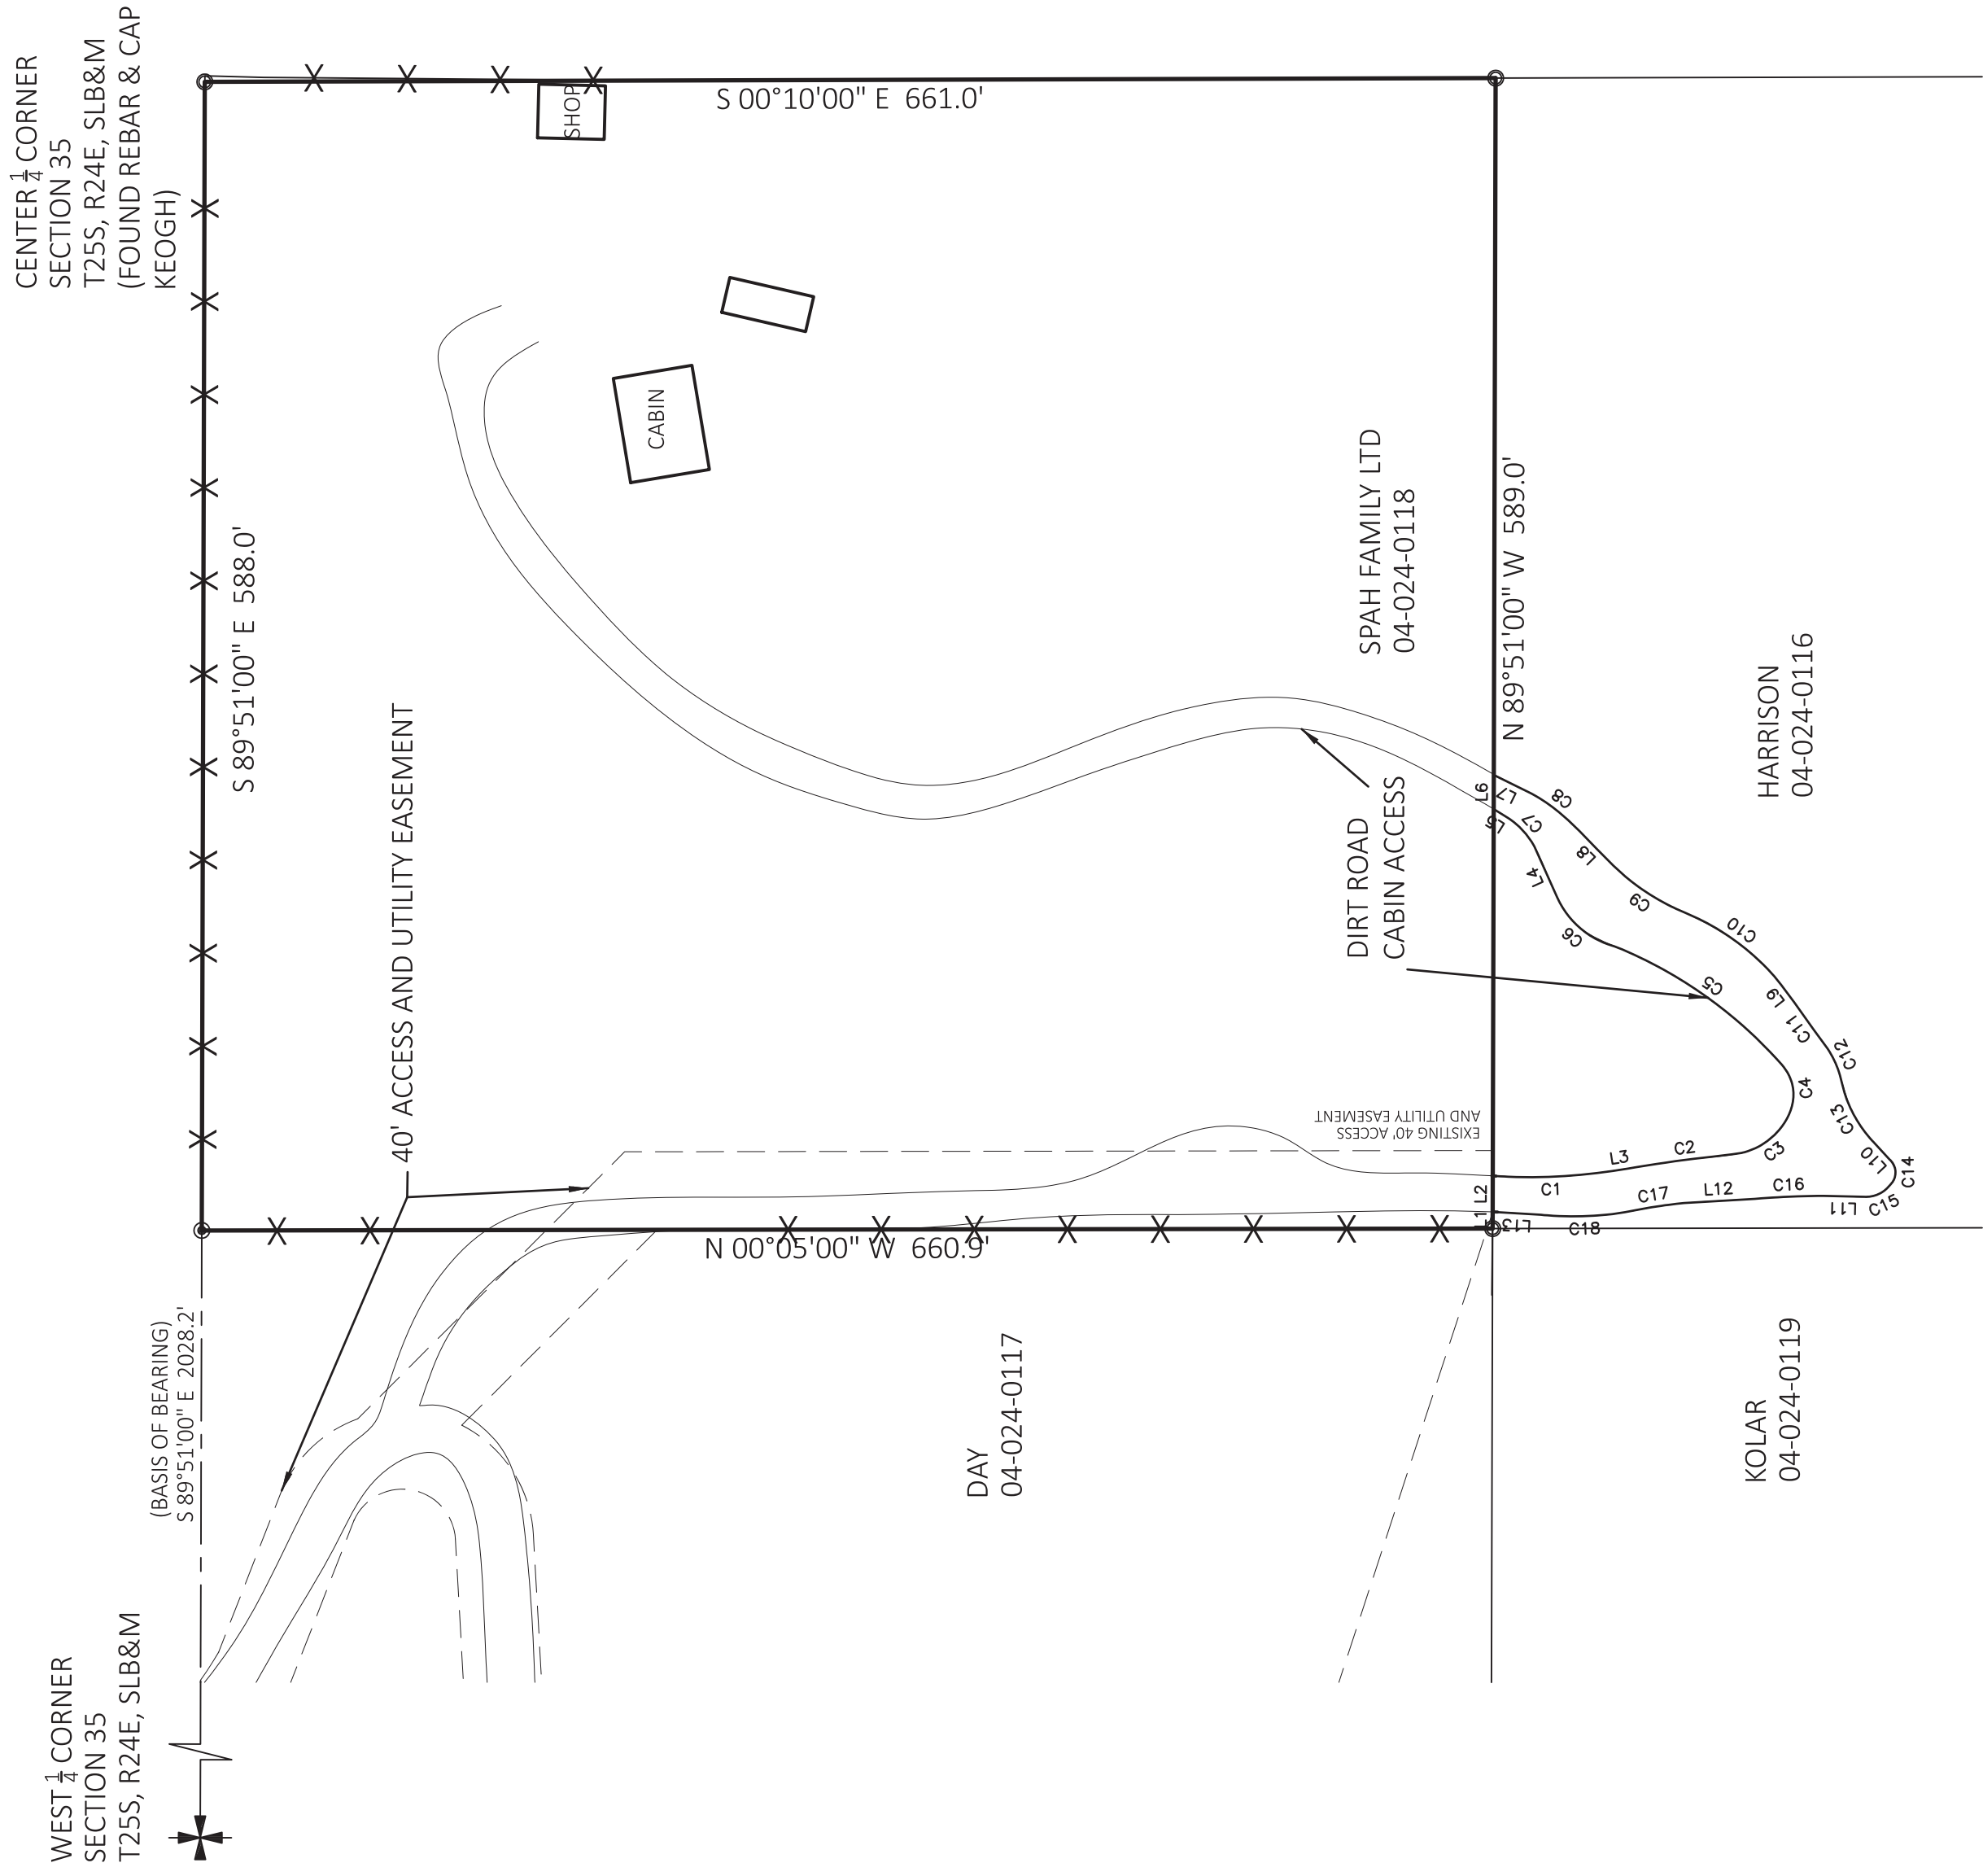 WEST 1/4 CORNER
SECTION 35
T25S, R24E, SLB&M
(BASIS OF BEARING)
S 89°51'00" E 2028.2'
CENTER 1/4 CORNER
SECTION 35
T25S, R24E, SLB&M
(FOUND REBAR & CAP
KEOGH)
S 89°51'00" E 588.0'
S 00°10'00" E 661.0'
SHOP
CABIN
40' ACCESS AND UTILITY EASEMENT
N 00°05'00" W 660.9'
DAY
04-024-0117
SPAH FAMILY LTD
04-024-0118
DIRT ROAD
CABIN ACCESS
EXISTING 40' ACCESS
AND UTILITY EASEMENT
N 89°51'00" W 589.0'
KOLAR
04-024-0119
HARRISON
04-024-0116
L1
L2
L13
C1
C18
L3
C17
C2
L12
C16
C3
L11
C15
C14
L10
C4
C13
C12
C11
L9
C5
C10
C6
C9
L4
L8
C7
C8
L5
L6
L7